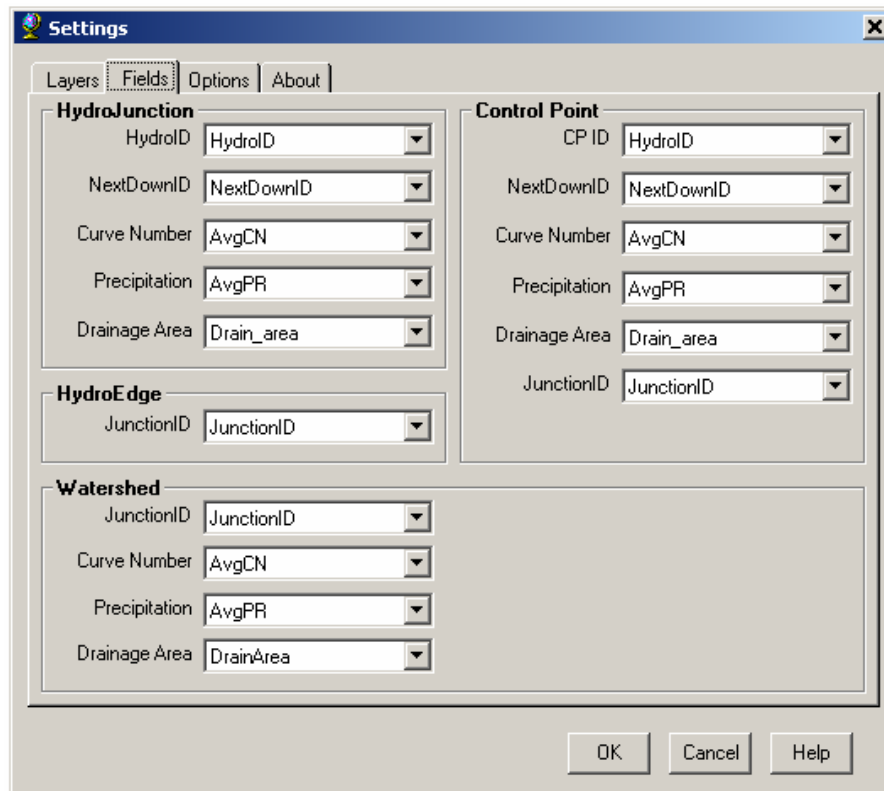 Settings
Layers Fields Options About
HydroJunction
HydroID HydroID
NextDownID NextDownID
Curve Number AvgCN
Precipitation AvgPR
Drainage Area Drain_area
Control Point
CP ID HydroID
NextDownID NextDownID
Curve Number AvgCN
Precipitation AvgPR
Drainage Area Drain_area
JunctionID JunctionID
HydroEdge
JunctionID JunctionID
Watershed
JunctionID JunctionID
Curve Number AvgCN
Precipitation AvgPR
Drainage Area DrainArea
OK Cancel Help